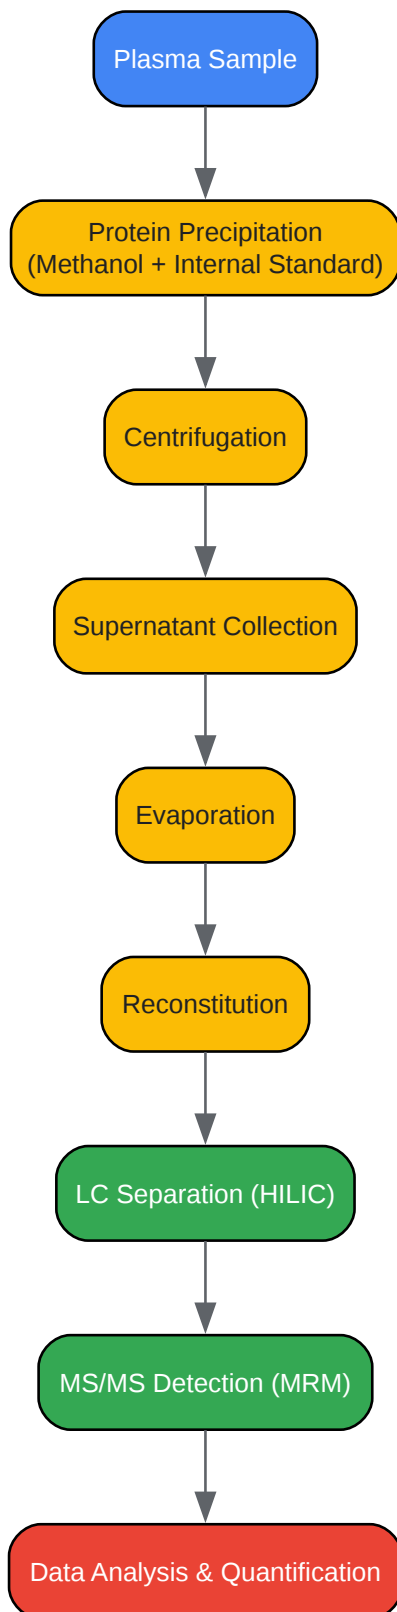 Plasma Sample
Protein Precipitation
(Methanol + Internal Standard)
Centrifugation
Supernatant Collection
Evaporation
Reconstitution
LC Separation (HILIC)
MS/MS Detection (MRM)
Data Analysis & Quantification